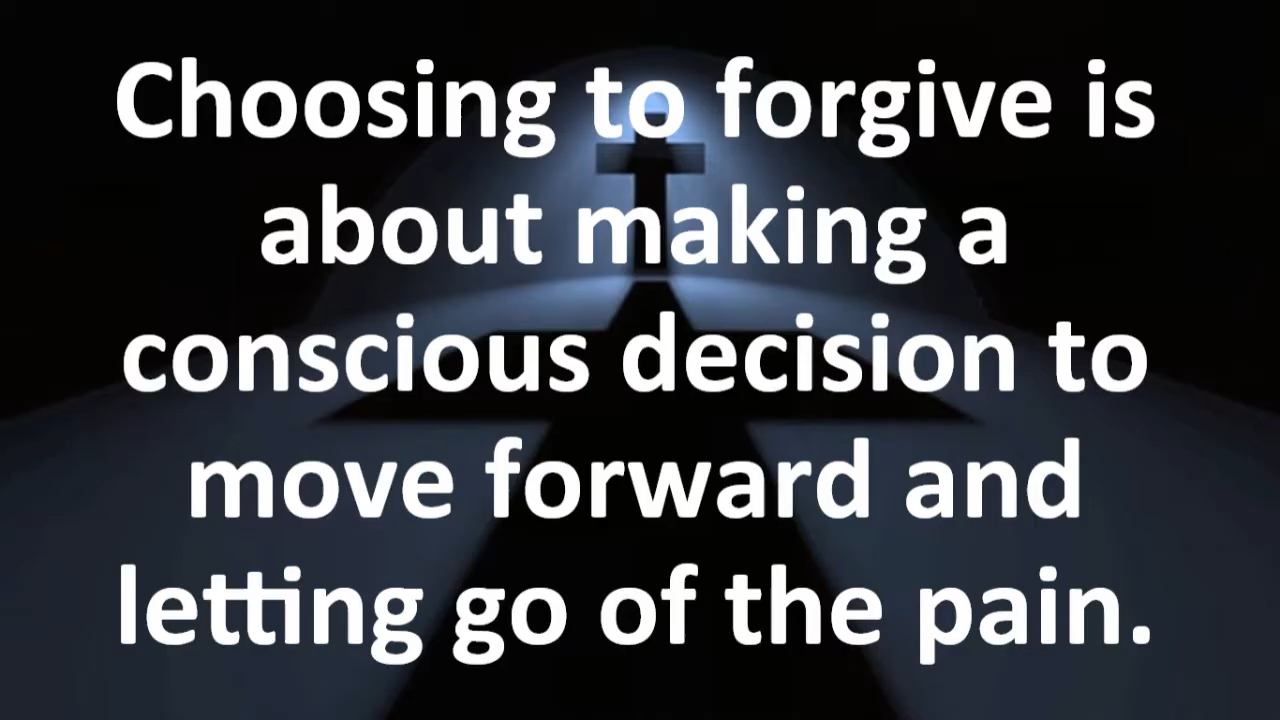 Choosing to forgive is
about making a
conscious decision to
move forward and
letting go of the pain.